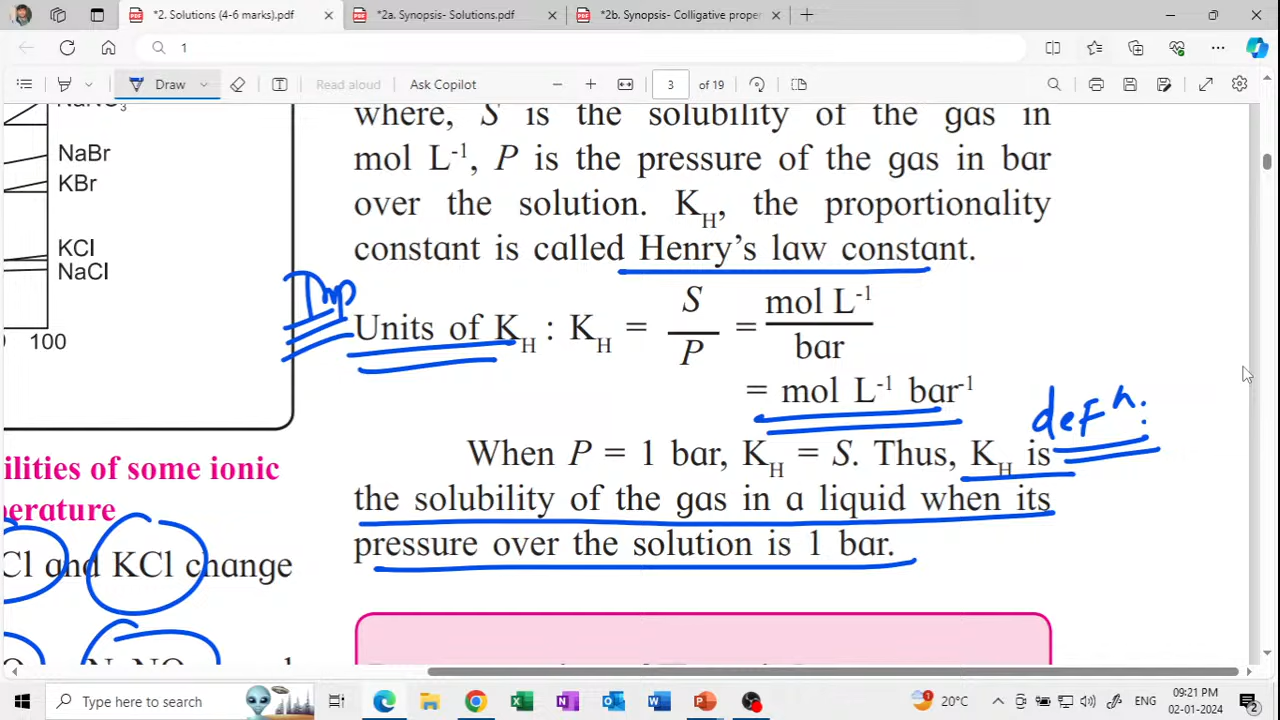 *2. Solutions (4-6 marks).pdf
*2a. Synopsis- Solutions.pdf
*2b. Synopsis- Colligative proper
1
Draw
Read aloud
Ask Copilot
3 of 19
NaNO3
NaBr
KBr
KCl
NaCl
100
ilities of some ionic
perature
Cl and KCl change
where, S is the solubility of the gas in
mol L-1, P is the pressure of the gas in bar
over the solution. KH, the proportionality
constant is called Henry's law constant.
Imp
Units of KH : KH = S/P = mol L-1/bar
= mol L-1 bar-1
defn:
When P = 1 bar, KH = S. Thus, KH is
the solubility of the gas in a liquid when its
pressure over the solution is 1 bar.
Type here to search
1
20°C
ENG
09:21 PM
02-01-2024
2